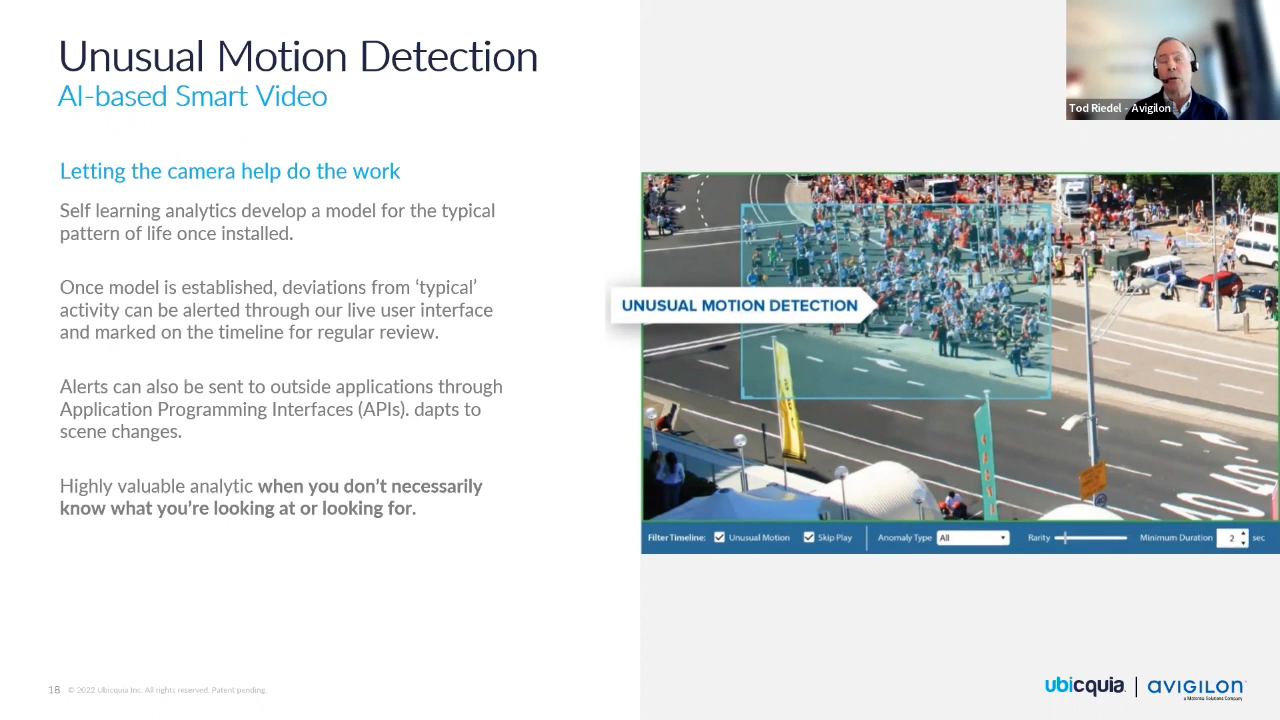 Unusual Motion Detection
AI-based Smart Video
Tod Riedel - Avigilon
Letting the camera help do the work
Self learning analytics develop a model for the typical
pattern of life once installed.
Once model is established, deviations from ‘typical’
activity can be alerted through our live user interface
and marked on the timeline for regular review.
Alerts can also be sent to outside applications through
Application Programming Interfaces (APIs). dapts to
scene changes.
Highly valuable analytic when you don’t necessarily
know what you’re looking at or looking for.
UNUSUAL MOTION DETECTION
Filter Timeline: Unusual Motion Skip Play Anomaly Type All Rarity Minimum Duration 2 sec
18 © 2022 Ubicquia Inc. All rights reserved. Patent pending.
ubicquia | AVIGILON
a Motorola Solutions Company